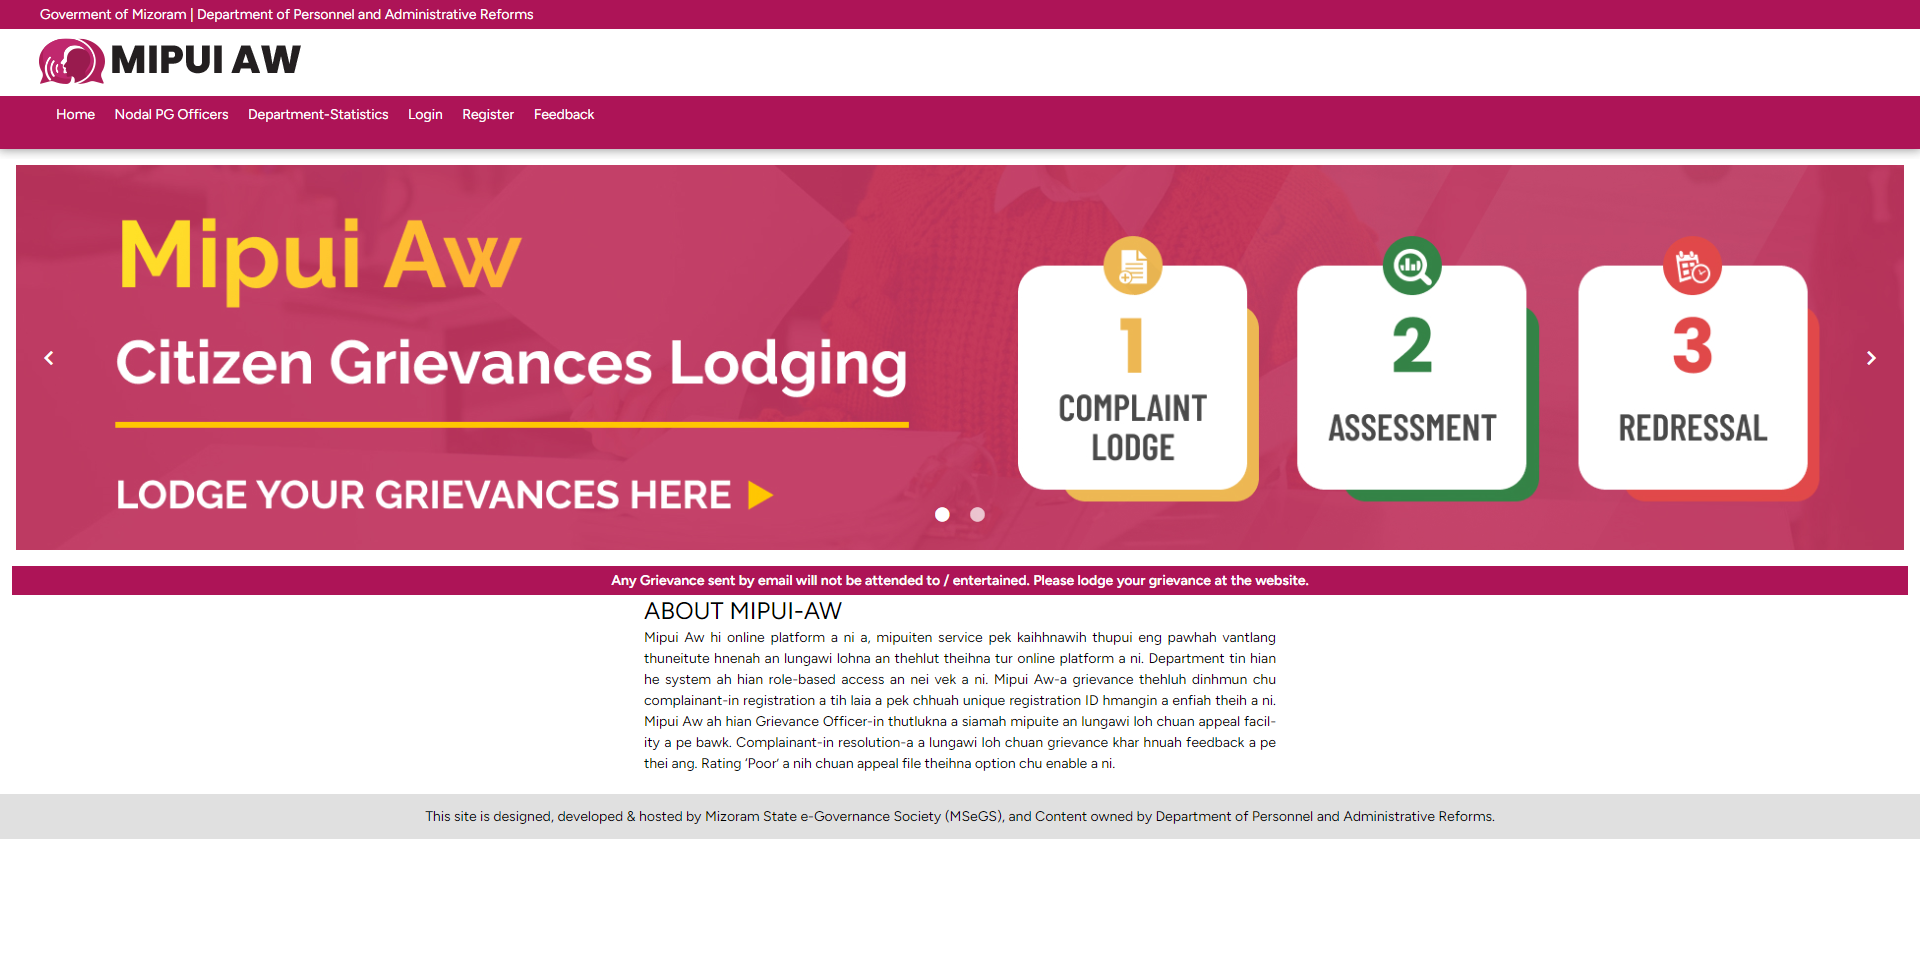 Goverment of Mizoram | Department of Personnel and Administrative Reforms
MIPUI AW
Home Nodal PG Officers Department-Statistics Login Register Feedback
Mipui Aw
Citizen Grievances Lodging
LODGE YOUR GRIEVANCES HERE
1
COMPLAINT
LODGE
2
ASSESSMENT
3
REDRESSAL
Any Grievance sent by email will not be attended to / entertained. Please lodge your grievance at the website.
ABOUT MIPUI-AW
Mipui Aw hi online platform a ni a, mipuiten service pek kaihhnawih thupui eng pawhah vantlang
thuneitute hnenah an lungawi lohna an thehlut theihna tur online platform a ni. Department tin hian
he system ah hian role-based access an nei vek a ni. Mipui Aw-a grievance thehluh dinhmun chu
complainant-in registration a tih laia a pek chhuah unique registration ID hmangin a enfiah theih a ni.
Mipui Aw ah hian Grievance Officer-in thutlukna a siamah mipuite an lungawi loh chuan appeal facil-
ity a pe bawk. Complainant-in resolution-a a lungawi loh chuan grievance khar hnuah feedback a pe
thei ang. Rating ‘Poor’ a nih chuan appeal file theihna option chu enable a ni.
This site is designed, developed & hosted by Mizoram State e-Governance Society (MSeGS), and Content owned by Department of Personnel and Administrative Reforms.